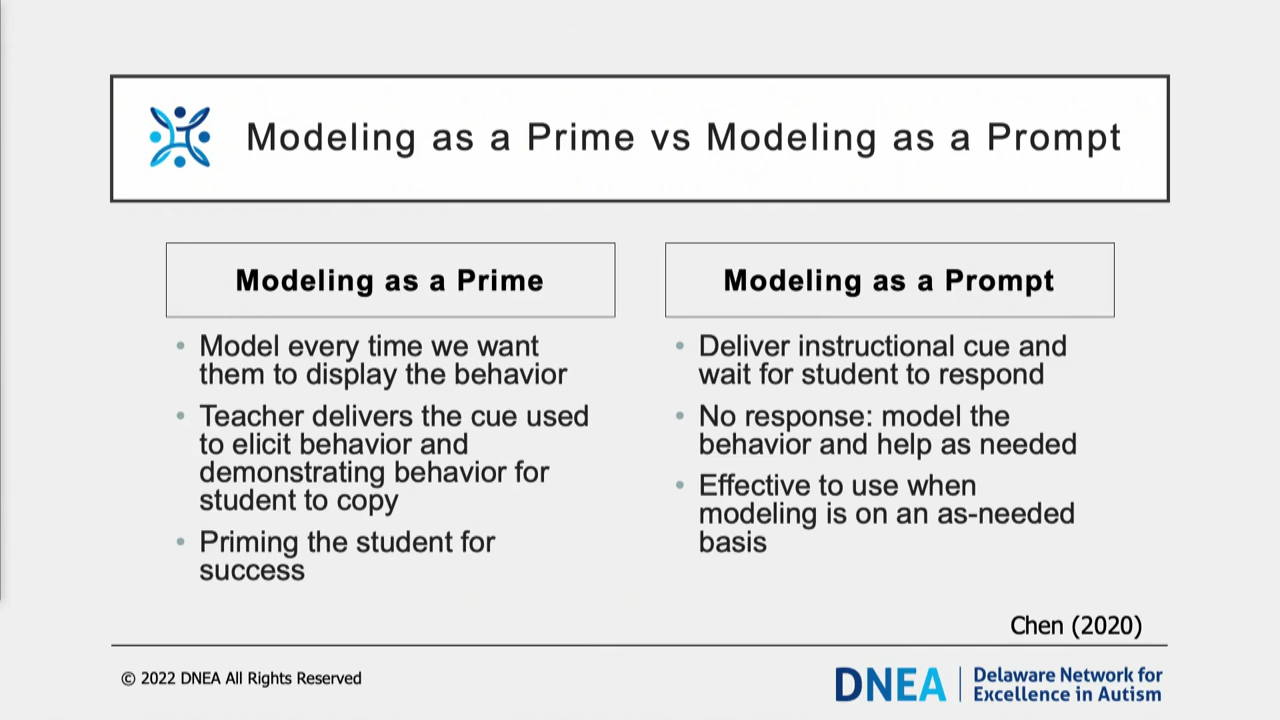 Modeling as a Prime vs Modeling as a Prompt
Modeling as a Prime
• Model every time we want
them to display the behavior
• Teacher delivers the cue used
to elicit behavior and
demonstrating behavior for
student to copy
• Priming the student for
success
Modeling as a Prompt
• Deliver instructional cue and
wait for student to respond
• No response: model the
behavior and help as needed
• Effective to use when
modeling is on an as-needed
basis
Chen (2020)
© 2022 DNEA All Rights Reserved
DNEA
Delaware Network for
Excellence in Autism